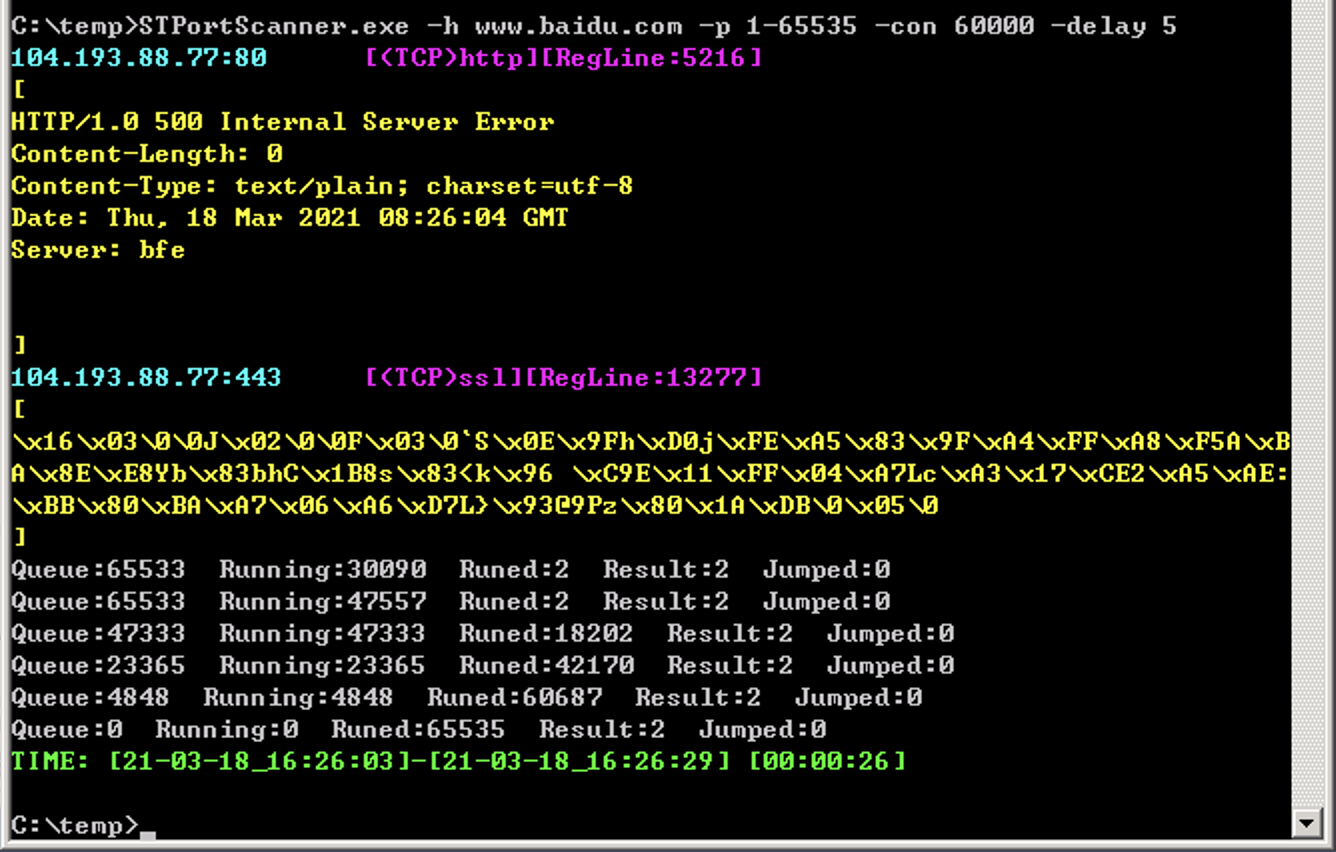 C:\temp>STPortScanner.exe -h www.baidu.com -p 1-65535 -con 60000 -delay 5
104.193.88.77:80 [(TCP)http][RegLine:5216]
[
HTTP/1.0 500 Internal Server Error
Content-Length: 0
Content-Type: text/plain; charset=utf-8
Date: Thu, 18 Mar 2021 08:26:04 GMT
Server: bfe
]
104.193.88.77:443 [(TCP)ssl][RegLine:13277]
[
\x16\x03\0\0J\x02\0\0F\x03\0`S\x0E\x9Fh\xD0j\xFE\xA5\x83\x9F\xA4\xFF\xA8\xF5A\xB
A\x8E\xE8Yb\x83bhC\x1B8s\x83<k\x96 \xC9E\x11\xFF\x04\xA7Lc\xA3\x17\xCE2\xA5\xAE:
\xBB\x80\xBA\xA7\x06\xA6\xD7L}\x93@9Pz\x80\x1A\xDB\0\x05\0
]
Queue:65533 Running:30090 Runed:2 Result:2 Jumped:0
Queue:65533 Running:47557 Runed:2 Result:2 Jumped:0
Queue:47333 Running:47333 Runed:18202 Result:2 Jumped:0
Queue:23365 Running:23365 Runed:42170 Result:2 Jumped:0
Queue:4848 Running:4848 Runed:60687 Result:2 Jumped:0
Queue:0 Running:0 Runed:65535 Result:2 Jumped:0
TIME: [21-03-18_16:26:03]-[21-03-18_16:26:29] [00:00:26]
C:\temp>_